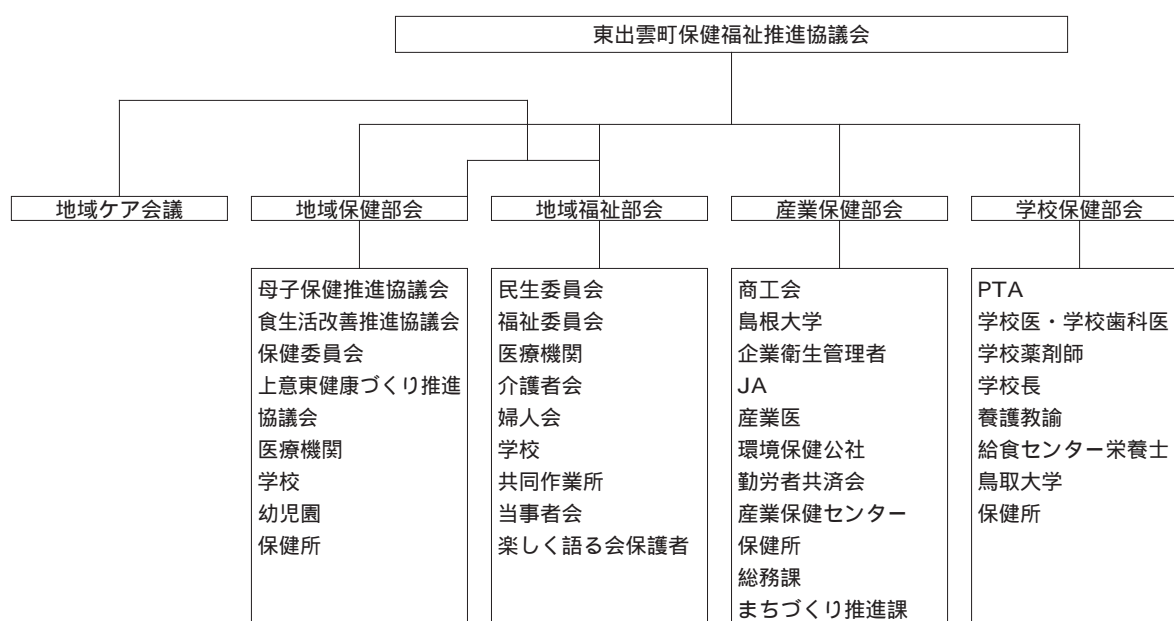 東出雲町保健福祉推進協議会
地域ケア会議
地域保健部会
地域福祉部会
産業保健部会
学校保健部会
母子保健推進協議会
食生活改善推進協議会
保健委員会
上意東健康づくり推進
協議会
医療機関
学校
幼児園
保健所
民生委員会
福祉委員会
医療機関
介護者会
婦人会
学校
共同作業所
当事者会
楽しく語る会保護者
商工会
島根大学
企業衛生管理者
JA
産業医
環境保健公社
勤労者共済会
産業保健センター
保健所
総務課
まちづくり推進課
PTA
学校医・学校歯科医
学校薬剤師
学校長
養護教諭
給食センター栄養士
鳥取大学
保健所